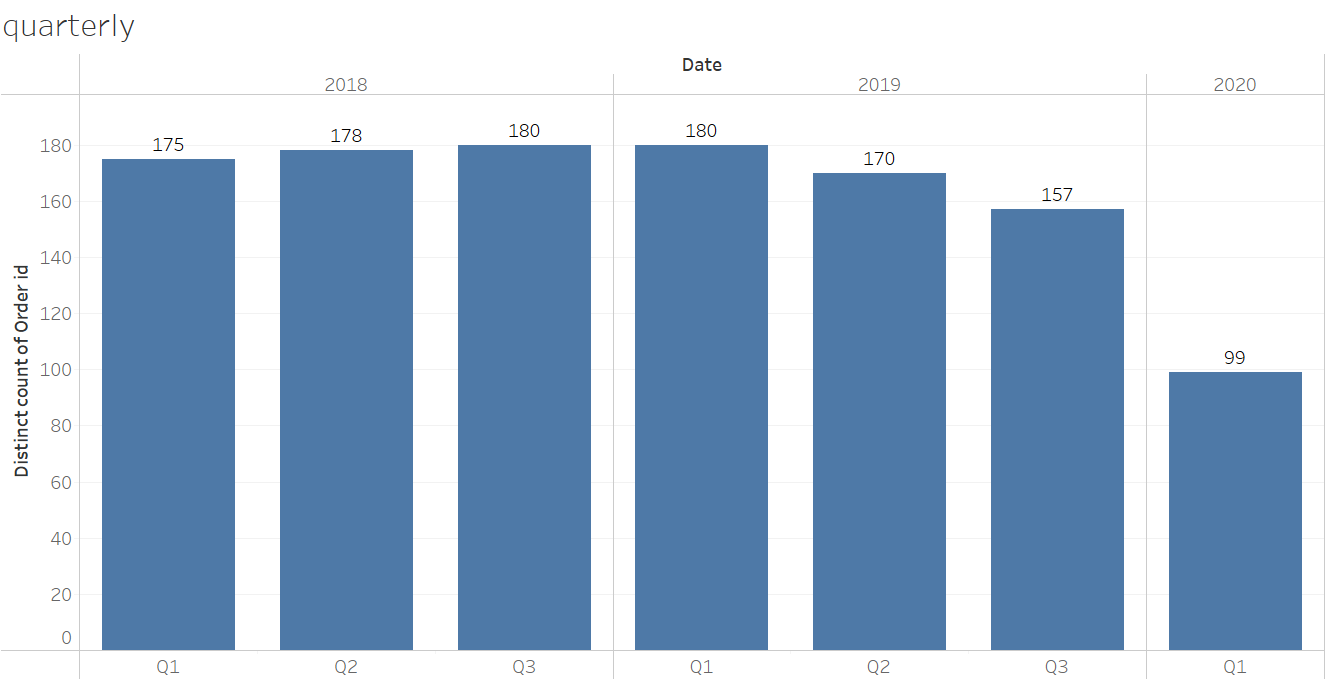 quarterly
Date
2018 2019 2020
175 178 180 180 170 157 99
Distinct count of Order id
180
160
140
120
100
80
60
40
20
0
Q1 Q2 Q3 Q1 Q2 Q3 Q1